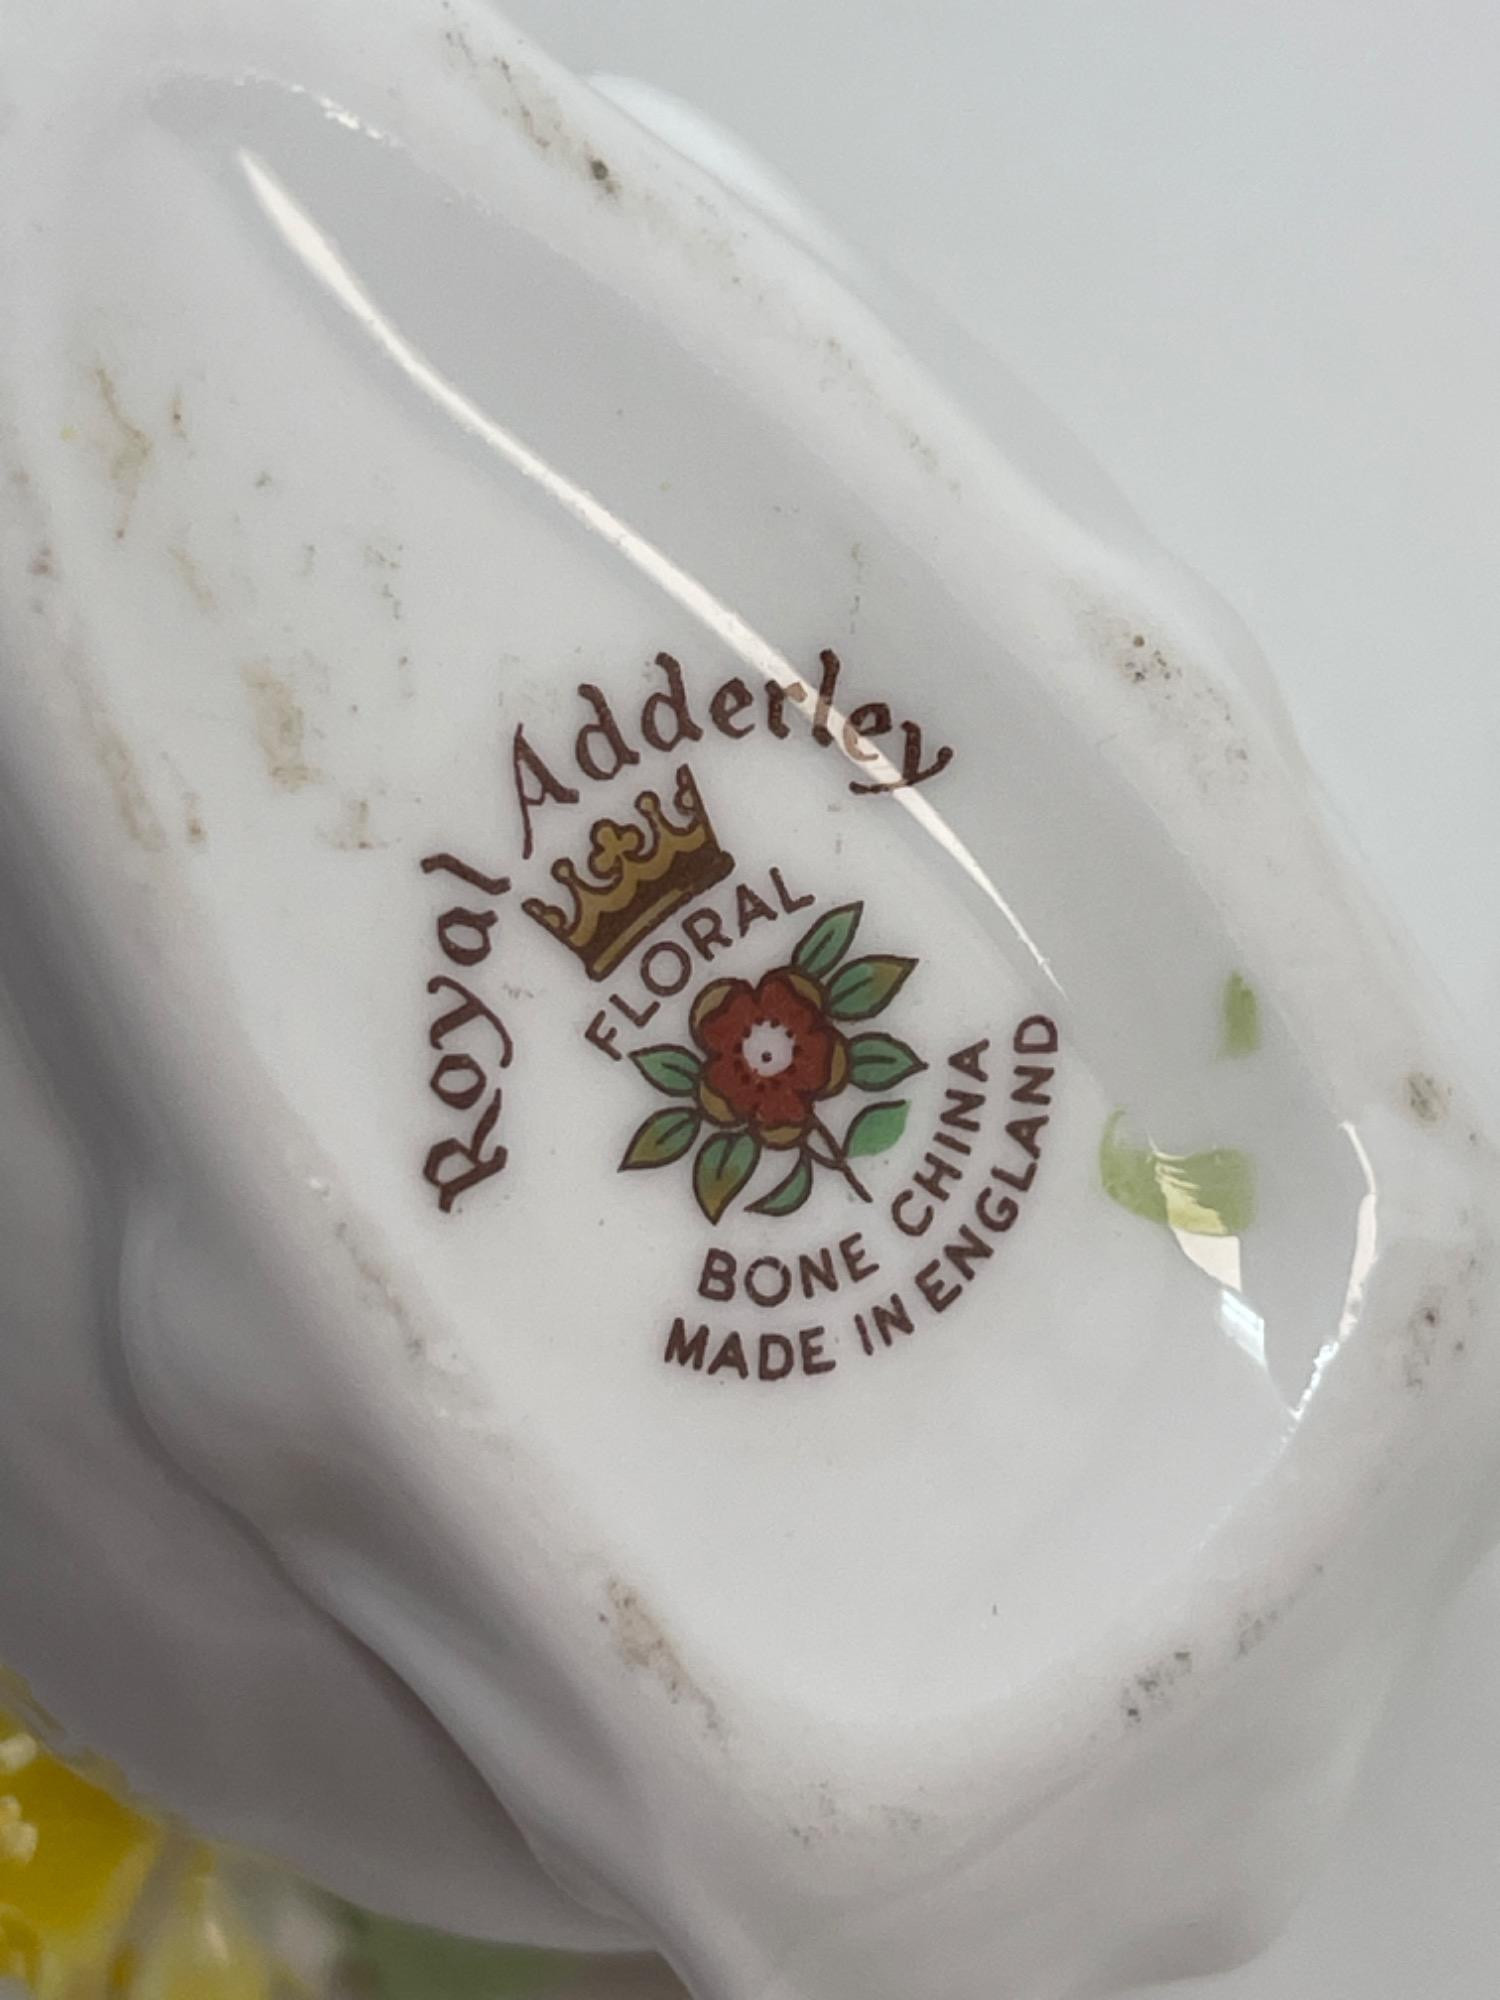 Royal Adderley
FLORAL
BONE CHINA
MADE IN ENGLAND